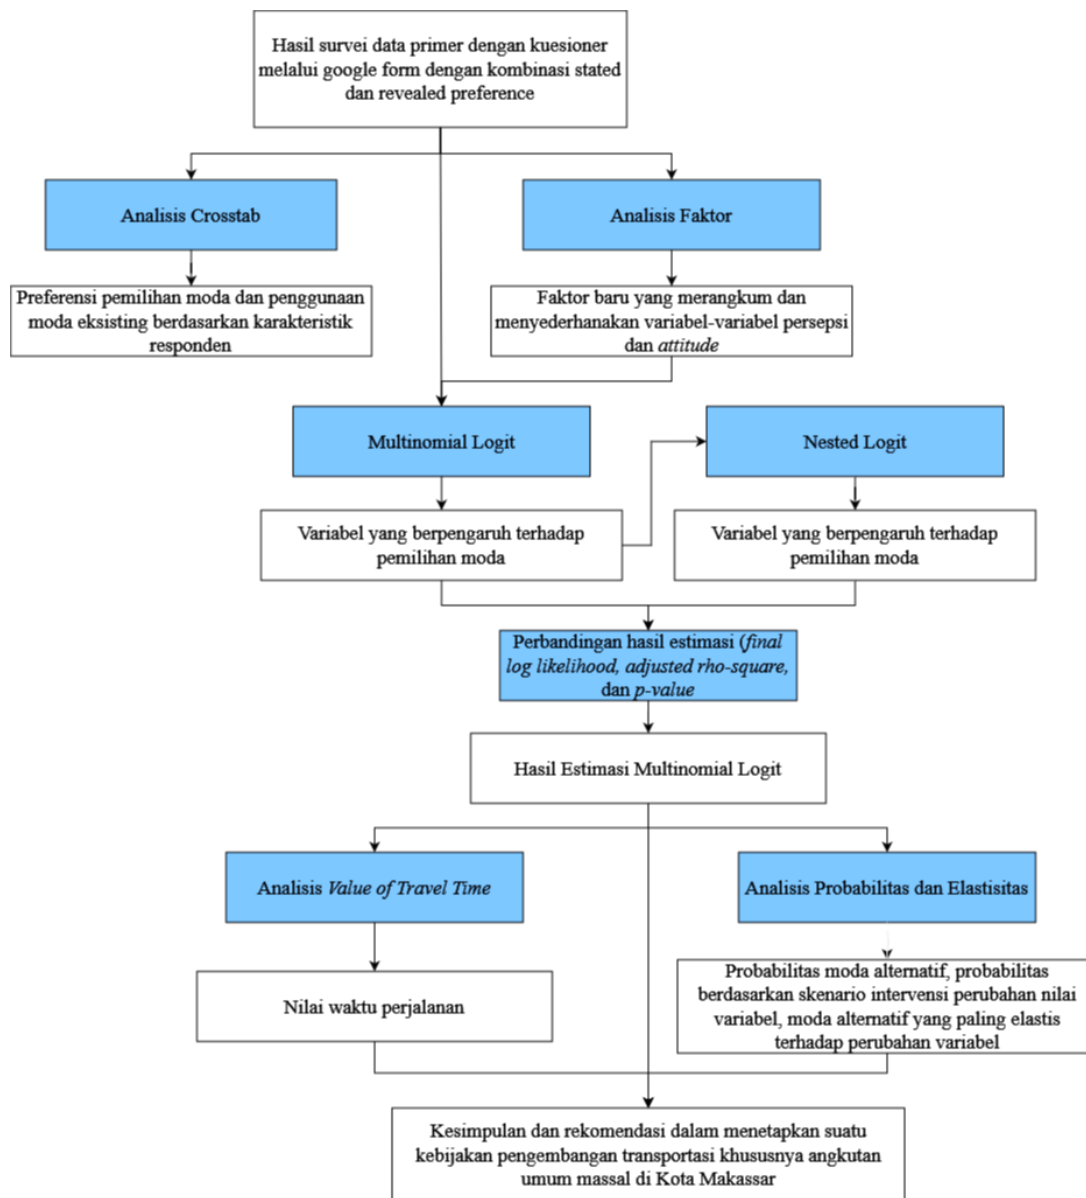 Hasil survei data primer dengan kuesioner
melalui google form dengan kombinasi stated
dan revealed preference
Analisis Crosstab
Analisis Faktor
Preferensi pemilihan moda dan penggunaan
moda eksisting berdasarkan karakteristik
responden
Faktor baru yang merangkum dan
menyederhanakan variabel-variabel persepsi
dan attitude
Multinomial Logit
Nested Logit
Variabel yang berpengaruh terhadap
pemilihan moda
Variabel yang berpengaruh terhadap
pemilihan moda
Perbandingan hasil estimasi (final
log likelihood, adjusted rho-square,
dan p-value
Hasil Estimasi Multinomial Logit
Analisis Value of Travel Time
Analisis Probabilitas dan Elastisitas
Nilai waktu perjalanan
Probabilitas moda alternatif, probabilitas
berdasarkan skenario intervensi perubahan nilai
variabel, moda alternatif yang paling elastis
terhadap perubahan variabel
Kesimpulan dan rekomendasi dalam menetapkan suatu
kebijakan pengembangan transportasi khususnya angkutan
umum massal di Kota Makassar